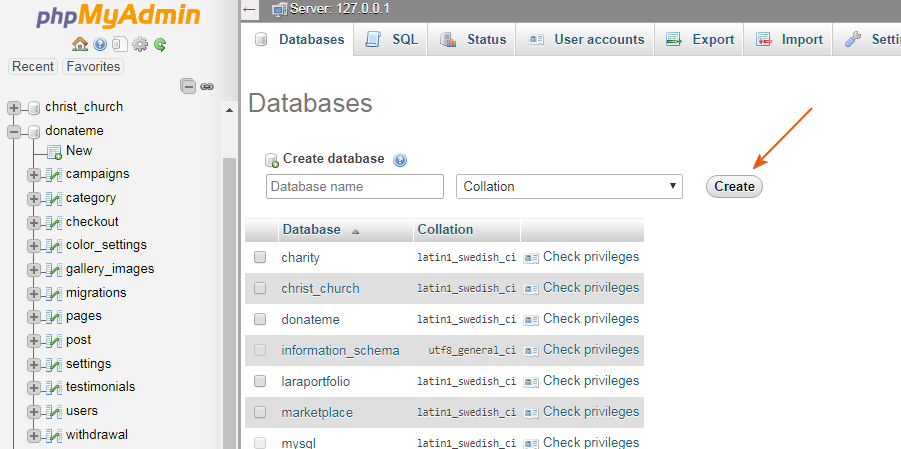 phpMyAdmin
Recent Favorites
christ_church
donateme
New
campaigns
category
checkout
color_settings
gallery_images
migrations
pages
post
settings
testimonials
users
withdrawal
Server: 127.0.0.1
Databases SQL Status User accounts Export Import Setti
Databases
Create database
Database name Collation Create
Database Collation
charity latin1_swedish_ci Check privileges
christ_church latin1_swedish_ci Check privileges
donateme latin1_swedish_ci Check privileges
information_schema utf8_general_ci Check privileges
laraportfolio latin1_swedish_ci Check privileges
marketplace latin1_swedish_ci Check privileges
mysql latin1_swedish_ci Check privileges